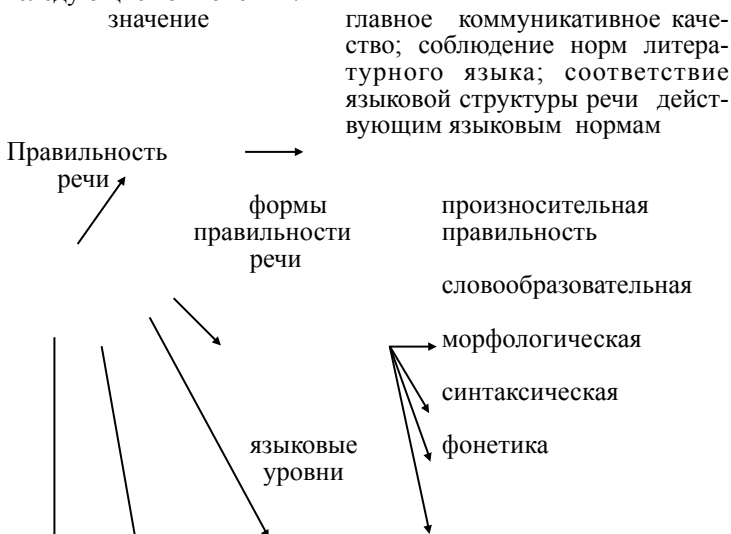 значение
главное коммуникативное каче-
ство; соблюдение норм литера-
турного языка; соответствие
языковой структуры речи дейст-
вующим языковым нормам
Правильность
речи
формы
правильности
речи
произносительная
правильность
словообразовательная
морфологическая
синтаксическая
языковые
уровни
фонетика